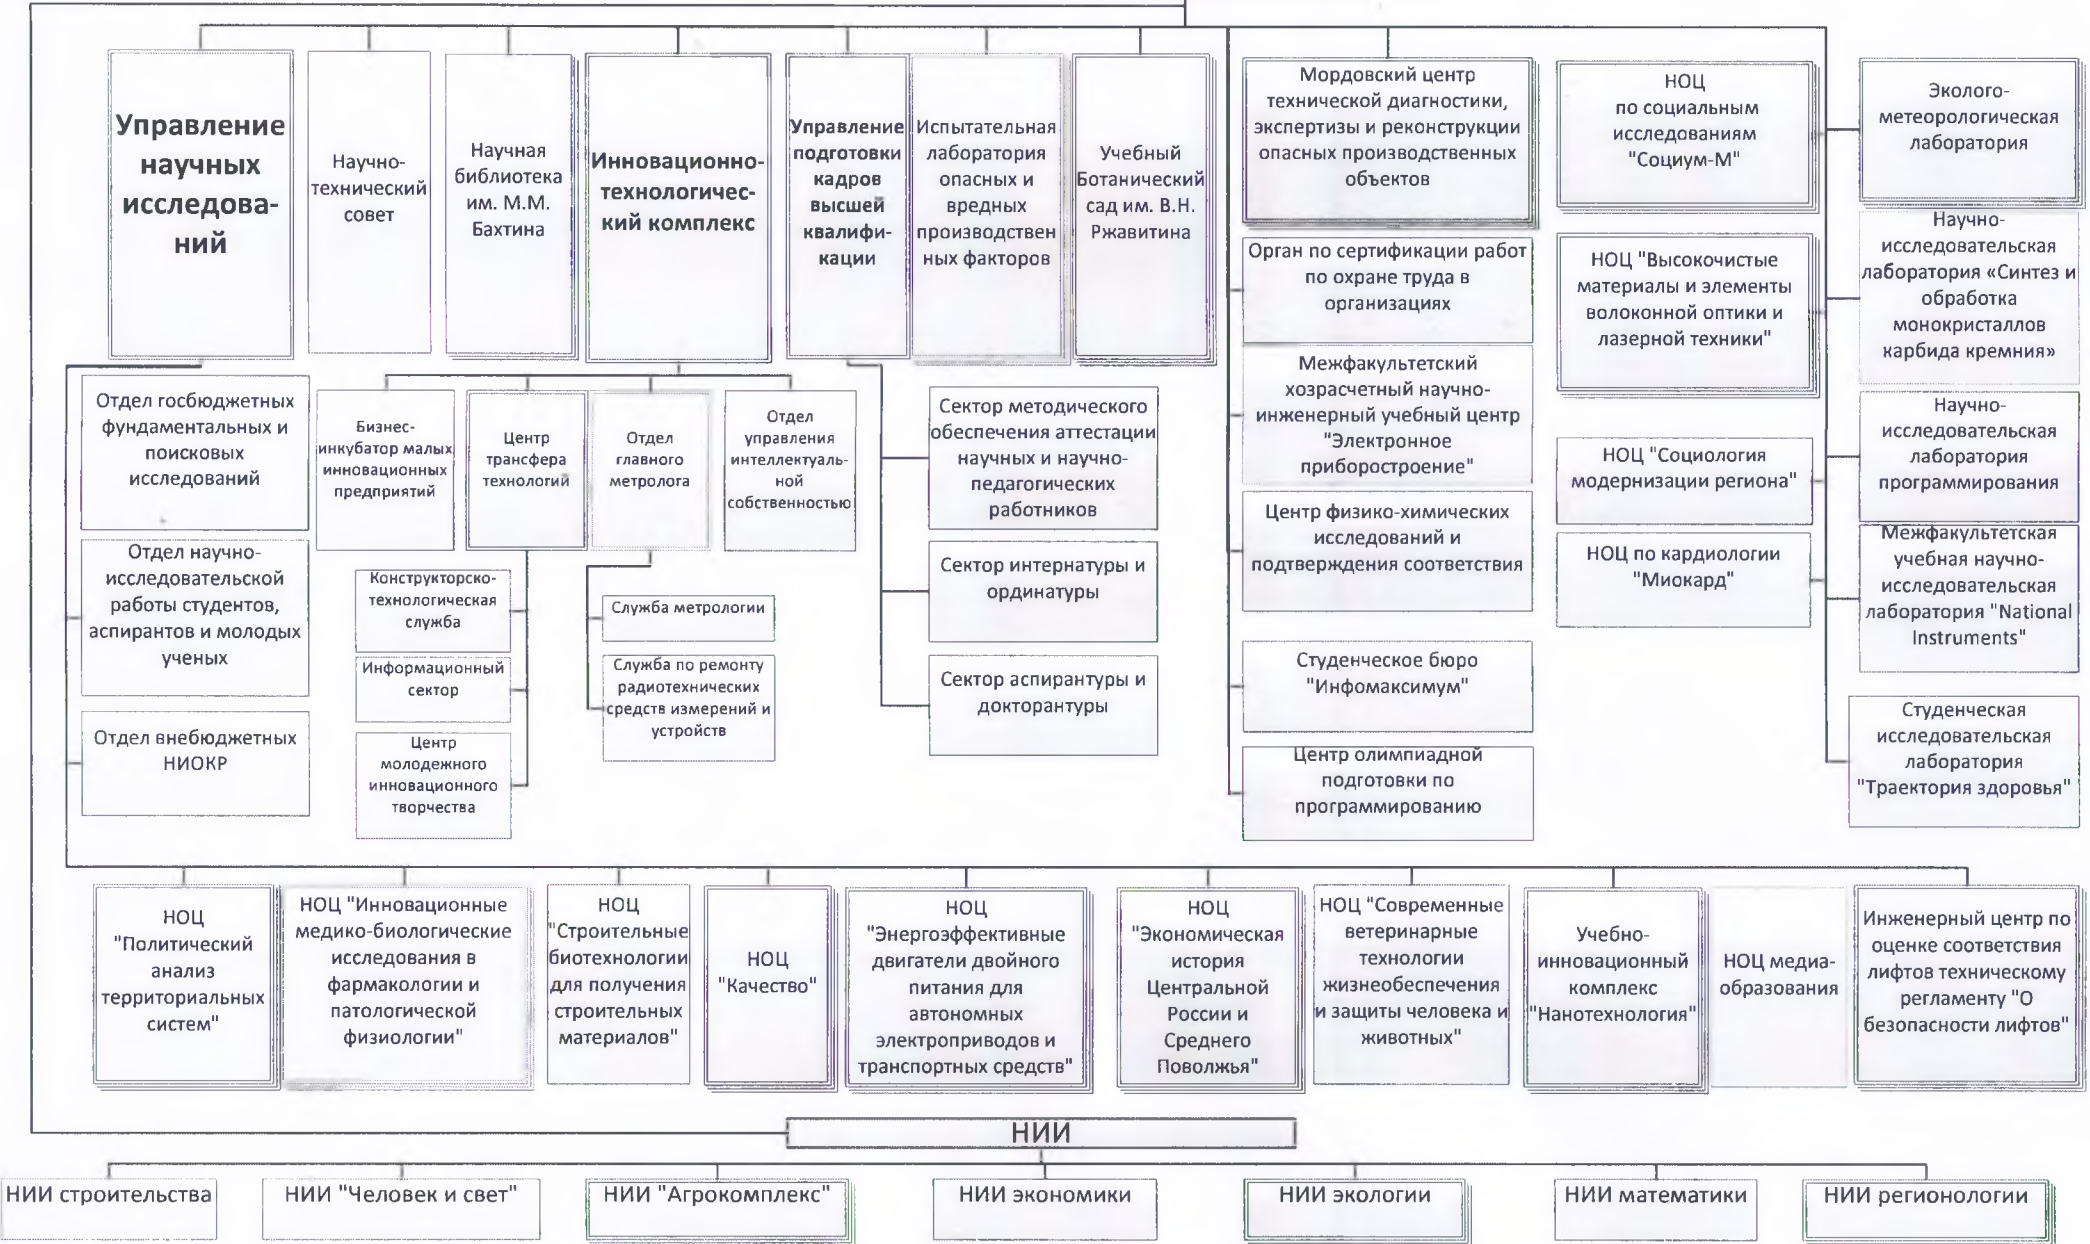 Управление
научных
исследова-
ний
Научно-
технический
совет
Научная
библиотека
им. М.М.
Бахтина
Инновационно-
технологичес-
кий комплекс
Управление
подготовки
кадров
высшей
квалифи-
кации
Испытательная
лаборатория
опасных и
вредных
производствен
ных факторов
Учебный
Ботанический
сад им. В.Н.
Ржавитина
Мордовский центр
технической диагностики,
экспертизы и реконструкции
опасных производственных
объектов
НОЦ
по социальным
исследованиям
"Социум-М"
Эколого-
метеорологическая
лаборатория
Орган по сертификации работ
по охране труда в
организациях
НОЦ "Высокочистые
материалы и элементы
волоконной оптики и
лазерной техники"
Научно-
исследовательская
лаборатория «Синтез и
обработка
монокристаллов
карбида кремния»
Межфакультетский
хозрасчетный научно-
инженерный учебный центр
"Электронное
приборостроение"
НОЦ "Социология
модернизации региона"
Научно-
исследовательская
лаборатория
программирования
Центр физико-химических
исследований и
подтверждения соответствия
НОЦ по кардиологии
"Миокард"
Межфакультетская
учебная научно-
исследовательская
лаборатория "National
Instruments"
Студенческое бюро
"Инфомаксимум"
Центр олимпиадной
подготовки по
программированию
Студенческая
исследовательская
лаборатория
"Траектория здоровья"
Отдел госбюджетных
фундаментальных и
поисковых
исследований
Отдел научно-
исследовательской
работы студентов,
аспирантов и молодых
ученых
Отдел внебюджетных
НИОКР
Бизнес-
инкубатор малых
инновационных
предприятий
Центр
трансфера
технологий
Отдел
главного
метролога
Отдел
управления
интеллектуаль-
ной
собственностью
Конструкторско-
технологическая
служба
Информационный
сектор
Центр
молодежного
инновационного
творчества
Служба метрологии
Служба по ремонту
радиотехнических
средств измерений и
устройств
Сектор методического
обеспечения аттестации
научных и научно-
педагогических
работников
Сектор интернатуры и
ординатуры
Сектор аспирантуры и
докторантуры
НОЦ
"Политический
анализ
территориальных
систем"
НОЦ "Инновационные
медико-биологические
исследования в
фармакологии и
патологической
физиологии"
НОЦ
"Строительные
биотехнологии
для получения
строительных
материалов"
НОЦ
"Качество"
НОЦ
"Энергоэффективные
двигатели двойного
питания для
автономных
электроприводов и
транспортных средств"
НОЦ
"Экономическая
история
Центральной
России и
Среднего
Поволжья"
НОЦ "Современные
ветеринарные
технологии
жизнеобеспечения
и защиты человека и
животных"
Учебно-
инновационный
комплекс
"Нанотехнология"
НОЦ медиа-
образования
Инженерный центр по
оценке соответствия
лифтов техническому
регламенту "О
безопасности лифтов"
НИИ
НИИ строительства
НИИ "Человек и свет"
НИИ "Агрокомплекс"
НИИ экономики
НИИ экологии
НИИ математики
НИИ регионологии